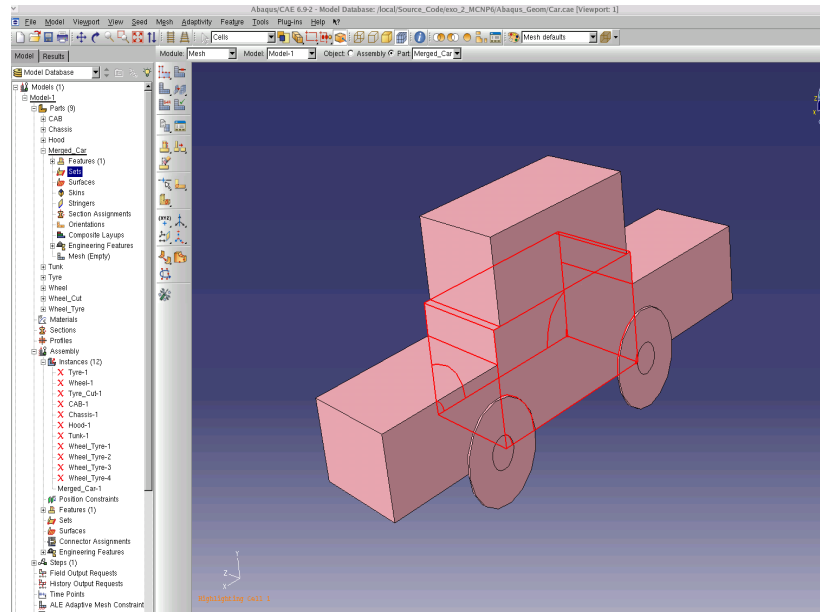 Abaqus/CAE 6.9-2 - Model Database: /local/Source_Code/exo_2_MCNP6/Abaqus_Geom/Car.cae [Viewport: 1]
File Model Viewport View Seed Mesh Adaptivity Feature Tools Plug-ins Help
Cells Mesh defaults
Model Results Module: Mesh Model: Model-1 Object: Assembly Part: Merged_Car
Model Database
Models (1)
Model-1
Parts (9)
CAB
Chassis
Hood
Merged_Car
Features (1)
Sets
Surfaces
Skins
Stringers
Section Assignments
Orientations
Composite Layups
Engineering Features
Mesh (Empty)
Tunk
Tyre
Wheel
Wheel_Cut
Wheel_Tyre
Materials
Sections
Profiles
Assembly
Instances (12)
X Tyre-1
X Wheel-1
X Tyre_Cut-1
X CAB-1
X Chassis-1
X Hood-1
X Tunk-1
X Wheel_Tyre-1
X Wheel_Tyre-2
X Wheel_Tyre-3
X Wheel_Tyre-4
Merged_Car-1
Position Constraints
Features (1)
Sets
Surfaces
Connector Assignments
Engineering Features
Steps (1)
Field Output Requests
History Output Requests
Time Points
ALE Adaptive Mesh Constraint
(XYZ)
Y
Z
X